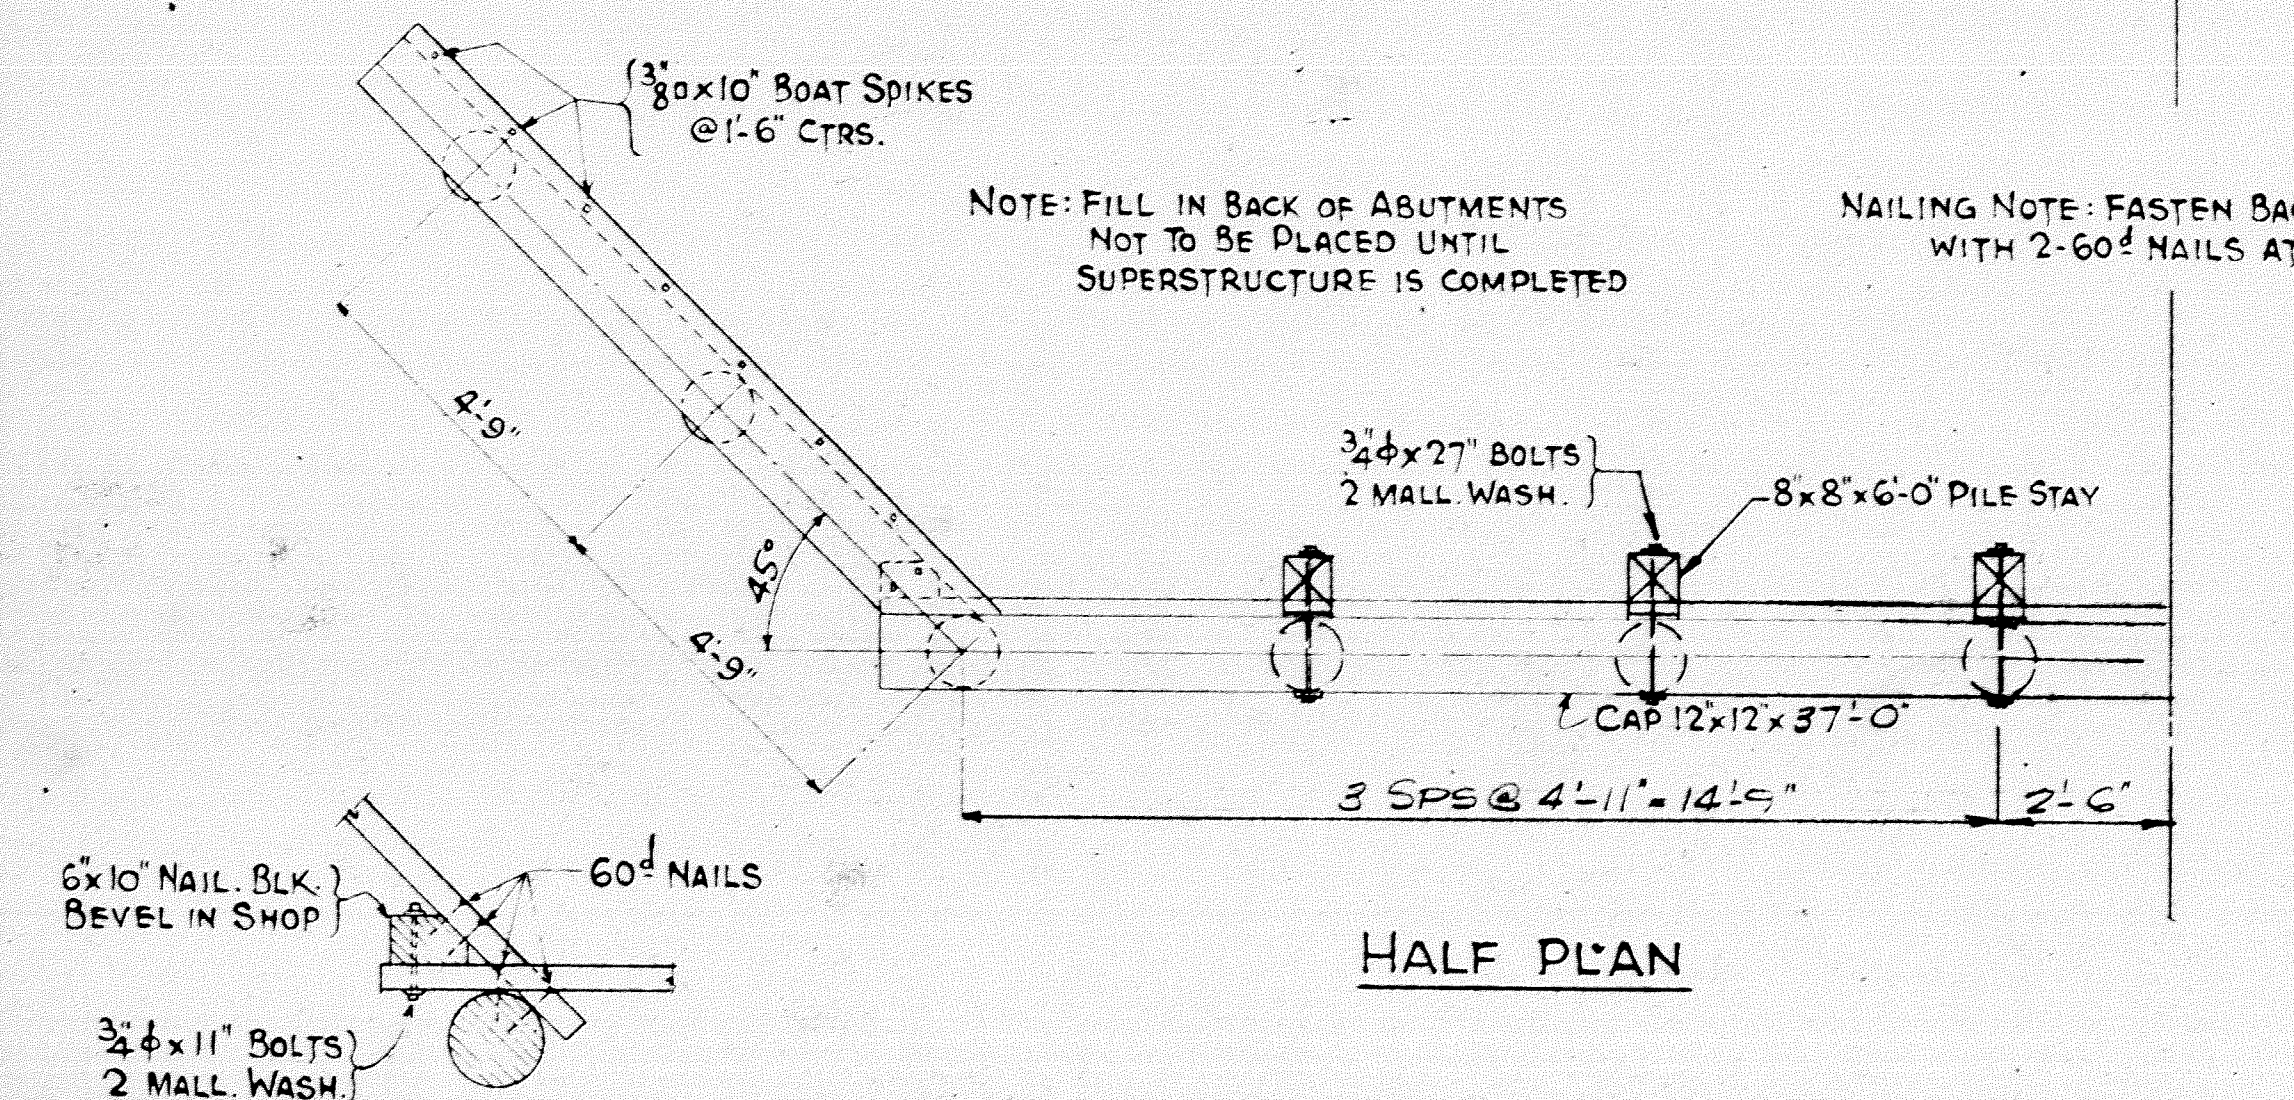 3/8"□x10" BOAT SPIKES
@ 1'-6" CTRS.
NOTE: FILL IN BACK OF ABUTMENTS
NOT TO BE PLACED UNTIL
SUPERSTRUCTURE IS COMPLETED
NAILING NOTE: FASTEN
WITH 2-60d NAILS AT
4'-9"
45°
4'-9"
3/4"ϕx27" BOLTS
2 MALL. WASH.
8"x8"x6'-0" PILE STAY
CAP 12"x12"x37'-0"
3 SPS @ 4'-11" = 14'-9"
2'-6"
6"x10" NAIL. BLK.
BEVEL IN SHOP
60d NAILS
3/4"ϕx11" BOLTS
2 MALL. WASH.
HALF PLAN